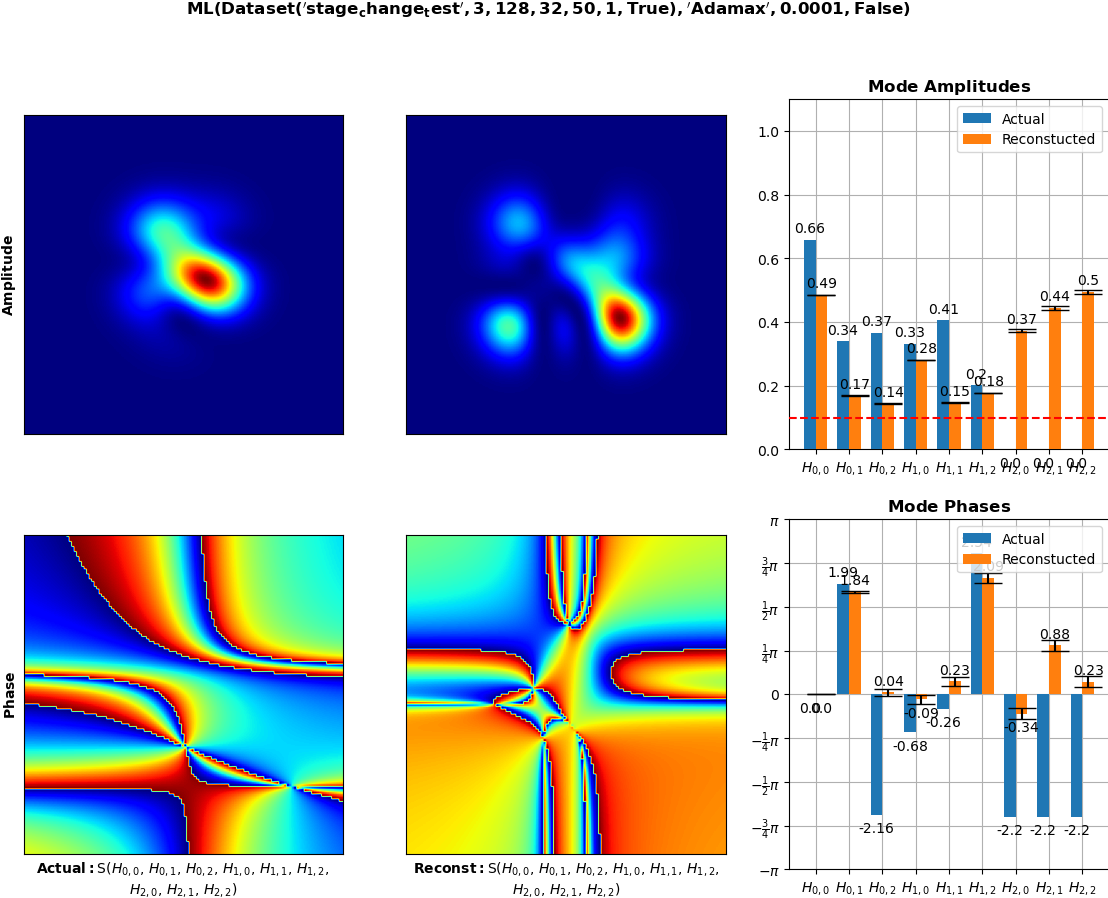 ML(Dataset('stage_change_test', 3, 128, 32, 50, 1, True), 'Adamax', 0.0001, False)
Amplitude
Mode Amplitudes
Actual
Reconstucted
1.0
0.8
0.6
0.4
0.2
0.0
0.66
0.49
0.34
0.17
0.37
0.14
0.33
0.28
0.41
0.15
0.2
0.18
0.0
0.37
0.0
0.44
0.0
0.5
H0,0 H0,1 H0,2 H1,0 H1,1 H1,2 H2,0 H2,1 H2,2
Phase
Actual: S(H0,0, H0,1, H0,2, H1,0, H1,1, H1,2,
H2,0, H2,1, H2,2)
Reconst: S(H0,0, H0,1, H0,2, H1,0, H1,1, H1,2,
H2,0, H2,1, H2,2)
Mode Phases
Actual
Reconstucted
π
3/4π
1/2π
1/4π
0
−1/4π
−1/2π
−3/4π
−π
0.0
0.0
1.99
1.84
-2.16
0.04
-0.68
-0.09
-0.26
0.23
-2.2
-0.34
-2.2
0.88
-2.2
0.23
H0,0 H0,1 H0,2 H1,0 H1,1 H1,2 H2,0 H2,1 H2,2